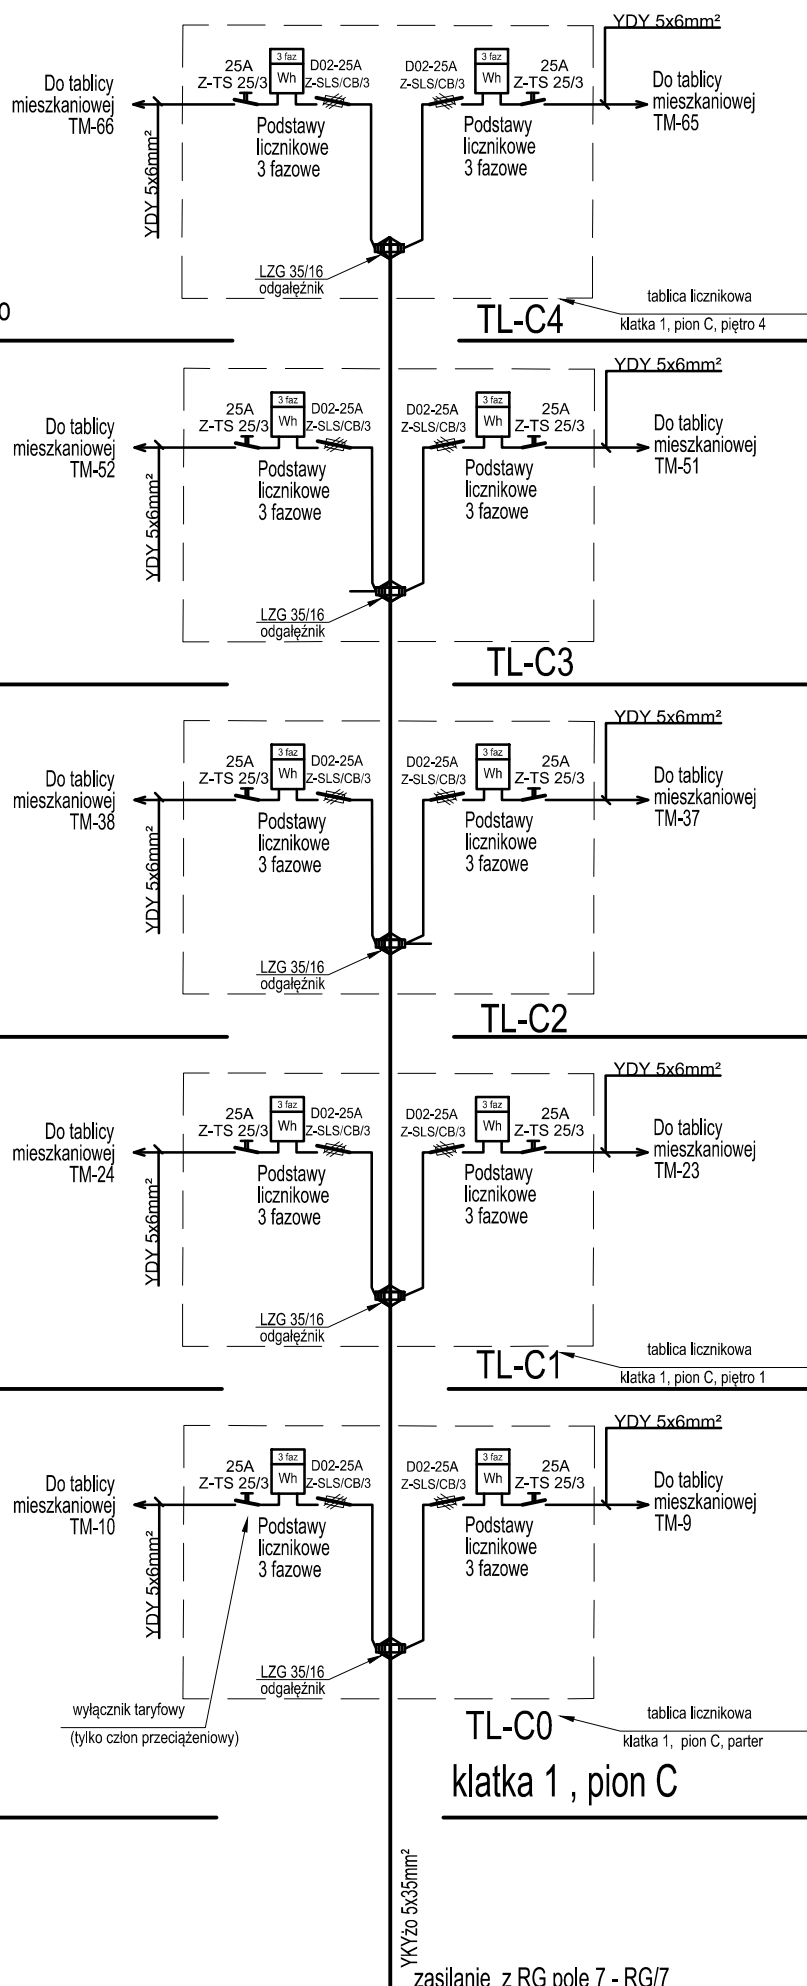 YDY 5x6mm²
25A
Z-TS 25/3
3 faz
Wh
D02-25A
Z-SLS/CB/3
D02-25A
Z-SLS/CB/3
3 faz
Wh
25A
Z-TS 25/3
Do tablicy
mieszkaniowej
TM-66
Do tablicy
mieszkaniowej
TM-65
YDY 5x6mm²
Podstawy
licznikowe
3 fazowe
Podstawy
licznikowe
3 fazowe
LZG 35/16
odgałęźnik
TL-C4
tablica licznikowa
klatka 1, pion C, piętro 4
YDY 5x6mm²
25A
Z-TS 25/3
3 faz
Wh
D02-25A
Z-SLS/CB/3
D02-25A
Z-SLS/CB/3
3 faz
Wh
25A
Z-TS 25/3
Do tablicy
mieszkaniowej
TM-52
Do tablicy
mieszkaniowej
TM-51
YDY 5x6mm²
Podstawy
licznikowe
3 fazowe
Podstawy
licznikowe
3 fazowe
LZG 35/16
odgałęźnik
TL-C3
YDY 5x6mm²
25A
Z-TS 25/3
3 faz
Wh
D02-25A
Z-SLS/CB/3
D02-25A
Z-SLS/CB/3
3 faz
Wh
25A
Z-TS 25/3
Do tablicy
mieszkaniowej
TM-38
Do tablicy
mieszkaniowej
TM-37
YDY 5x6mm²
Podstawy
licznikowe
3 fazowe
Podstawy
licznikowe
3 fazowe
LZG 35/16
odgałęźnik
TL-C2
YDY 5x6mm²
25A
Z-TS 25/3
3 faz
Wh
D02-25A
Z-SLS/CB/3
D02-25A
Z-SLS/CB/3
3 faz
Wh
25A
Z-TS 25/3
Do tablicy
mieszkaniowej
TM-24
Do tablicy
mieszkaniowej
TM-23
YDY 5x6mm²
Podstawy
licznikowe
3 fazowe
Podstawy
licznikowe
3 fazowe
LZG 35/16
odgałęźnik
TL-C1
tablica licznikowa
klatka 1, pion C, piętro 1
YDY 5x6mm²
25A
Z-TS 25/3
3 faz
Wh
D02-25A
Z-SLS/CB/3
D02-25A
Z-SLS/CB/3
3 faz
Wh
25A
Z-TS 25/3
Do tablicy
mieszkaniowej
TM-10
Do tablicy
mieszkaniowej
TM-9
YDY 5x6mm²
Podstawy
licznikowe
3 fazowe
Podstawy
licznikowe
3 fazowe
LZG 35/16
odgałęźnik
wyłącznik taryfowy
(tylko człon przeciążeniowy)
TL-C0
tablica licznikowa
klatka 1, pion C, parter
klatka 1 , pion C
YKYżo 5x35mm²
zasilanie z RG pole 7 - RG/7